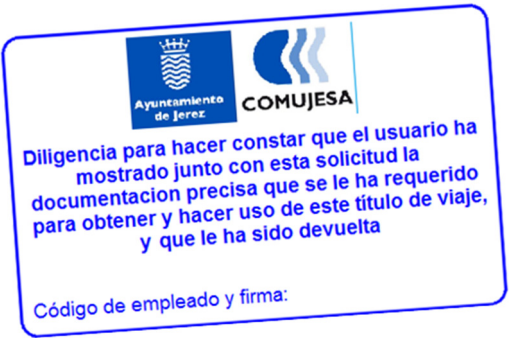 Ayuntamiento
de Jerez
COMUJESA
Diligencia para hacer constar que el usuario ha
mostrado junto con esta solicitud la
documentacion precisa que se le ha requerido
para obtener y hacer uso de este título de viaje,
y que le ha sido devuelta
Código de empleado y firma: